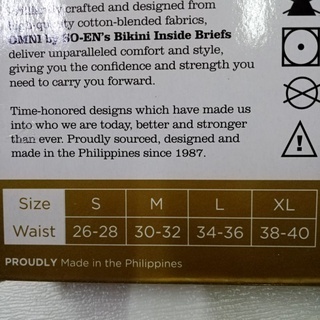 crafted and designed from
high-quality cotton-blended fabrics,
OMNI by SO-EN's Bikini Inside Briefs
deliver unparalleled comfort and style,
giving you the confidence and strength you
need to carry you forward.
Time-honored designs which have made us
into who we are today, better and stronger
than ever. Proudly sourced, designed and
made in the Philippines since 1987.
Size S M L XL
Waist 26-28 30-32 34-36 38-40
PROUDLY Made in the Philippines